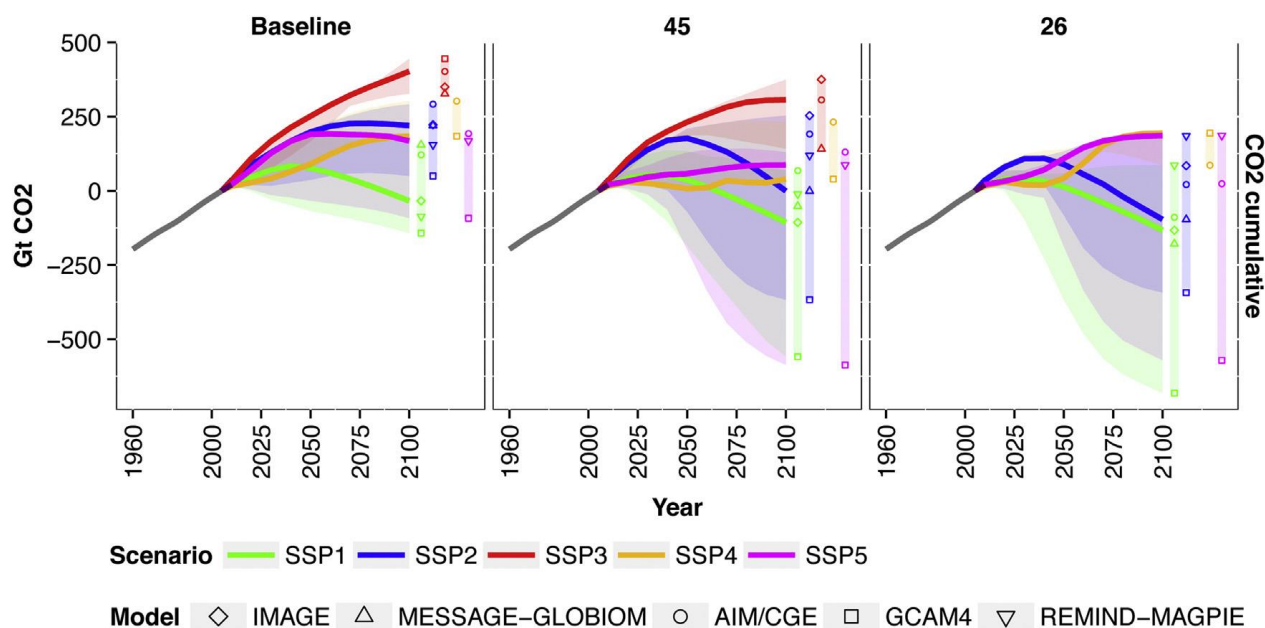 Baseline 45 26
500
250
0
−250
−500
Gt CO2
CO2 cumulative
1960 2000 2025 2050 2075 2100 1960 2000 2025 2050 2075 2100 1960 2000 2025 2050 2075 2100
Year
Scenario SSP1 SSP2 SSP3 SSP4 SSP5
Model IMAGE MESSAGE−GLOBIOM AIM/CGE GCAM4 REMIND−MAGPIE